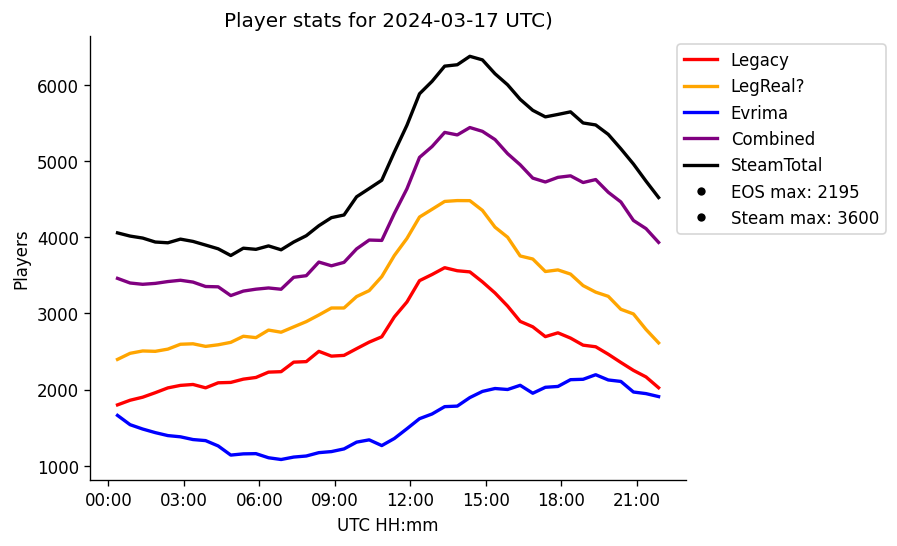 Player stats for 2024-03-17 UTC)
Legacy
LegReal?
Evrima
Combined
SteamTotal
EOS max: 2195
Steam max: 3600
Players
6000
5000
4000
3000
2000
1000
00:00 03:00 06:00 09:00 12:00 15:00 18:00 21:00
UTC HH:mm